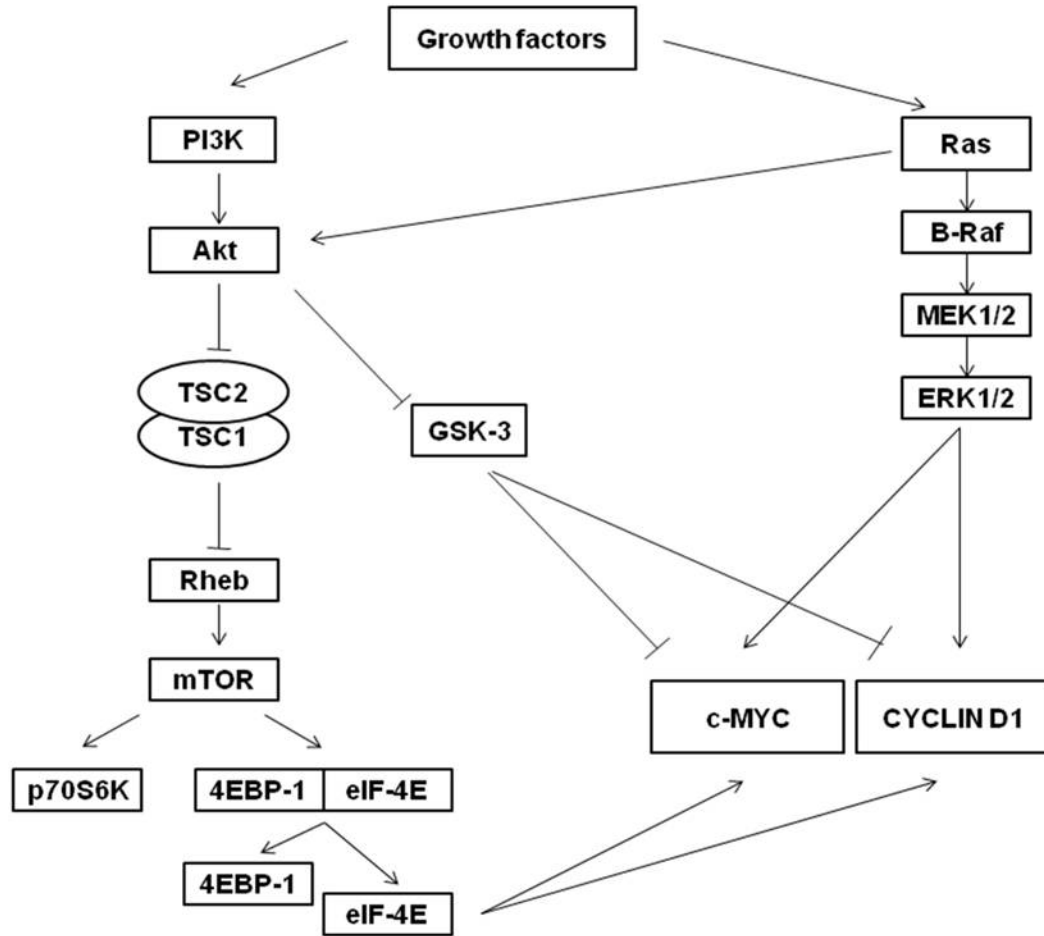 Growth factors
PI3K
Ras
Akt
B-Raf
MEK1/2
TSC2
TSC1
ERK1/2
GSK-3
Rheb
mTOR
c-MYC
CYCLIN D1
p70S6K
4EBP-1
eIF-4E
4EBP-1
eIF-4E